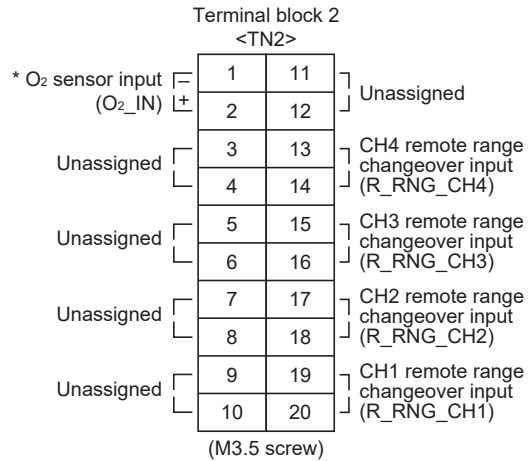 Terminal block 2
<TN2>
* O₂ sensor input
(O₂_IN)
–
+
1 11
2 12
Unassigned
Unassigned
3 13
4 14
CH4 remote range
changeover input
(R_RNG_CH4)
Unassigned
5 15
6 16
CH3 remote range
changeover input
(R_RNG_CH3)
Unassigned
7 17
8 18
CH2 remote range
changeover input
(R_RNG_CH2)
Unassigned
9 19
10 20
CH1 remote range
changeover input
(R_RNG_CH1)
(M3.5 screw)